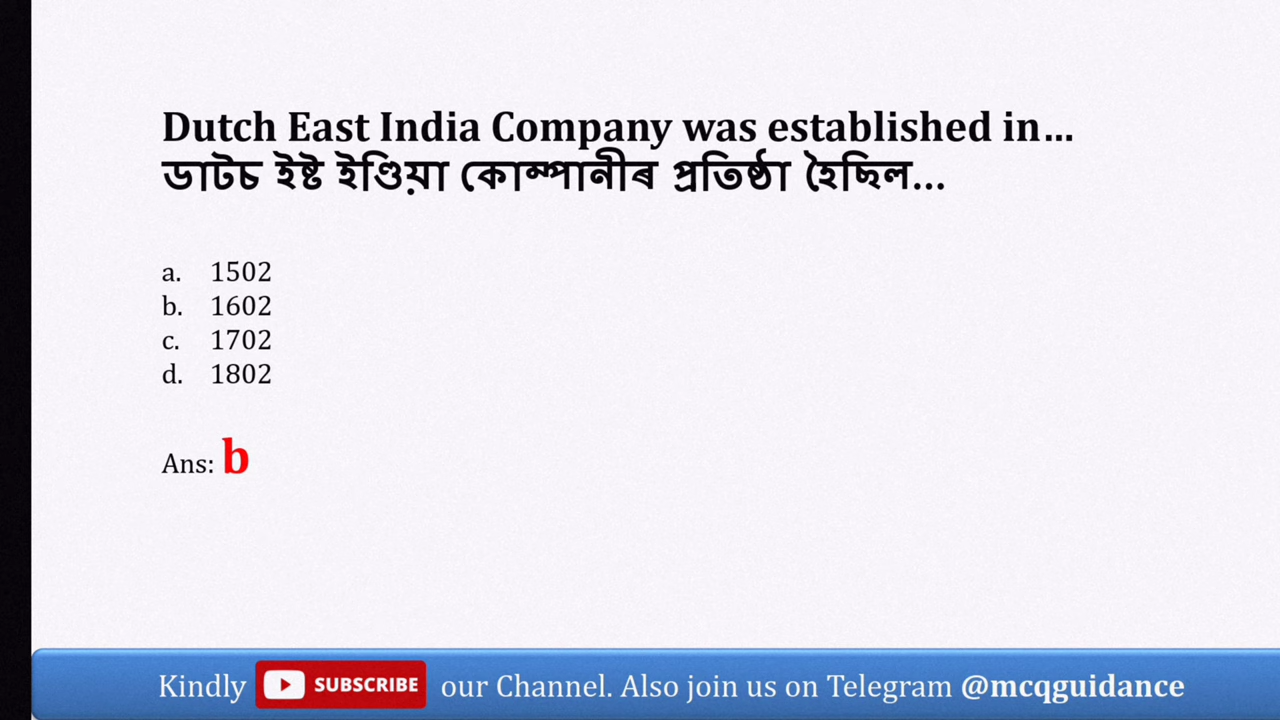 Dutch East India Company was established in...
ডাটচ ইষ্ট ইণ্ডিয়া কোম্পানীৰ প্ৰতিষ্ঠা হৈছিল...
a. 1502
b. 1602
c. 1702
d. 1802
Ans: b
Kindly SUBSCRIBE our Channel. Also join us on Telegram @mcqguidance